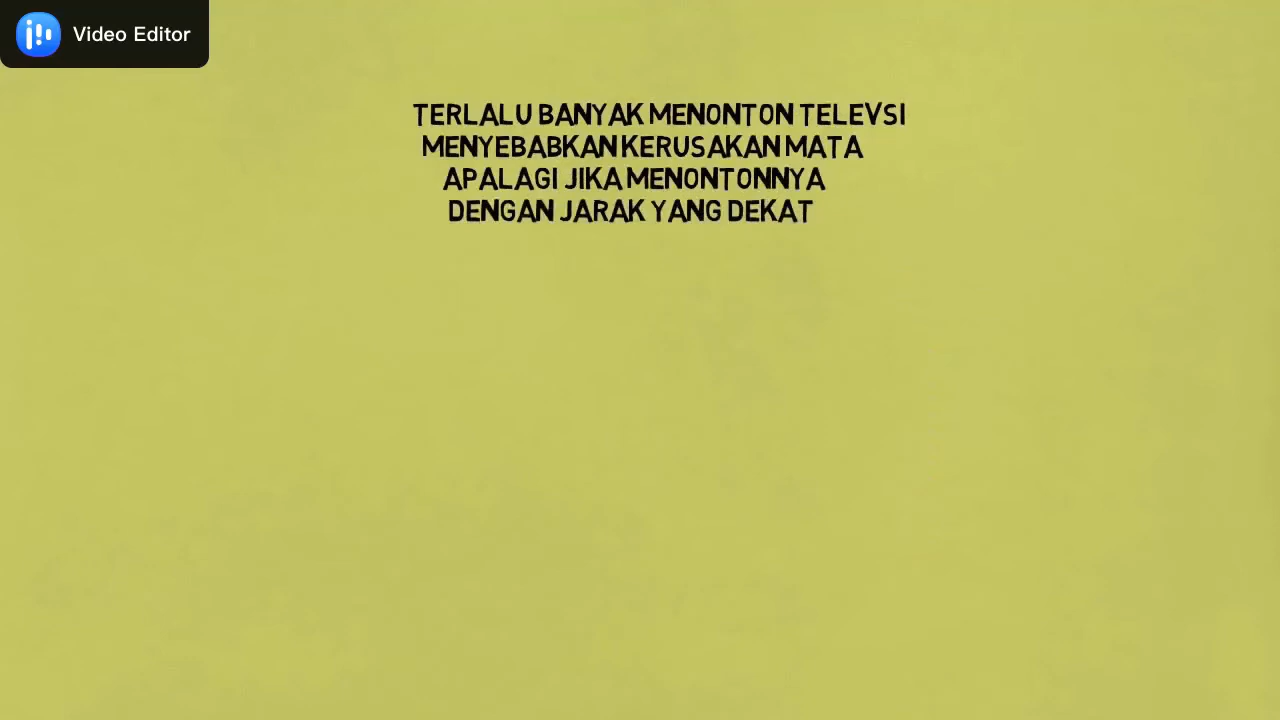 Video Editor
TERLALU BANYAK MENONTON TELEVSI
MENYEBABKAN KERUSAKAN MATA
APALAGI JIKA MENONTONNYA
DENGAN JARAK YANG DEKAT